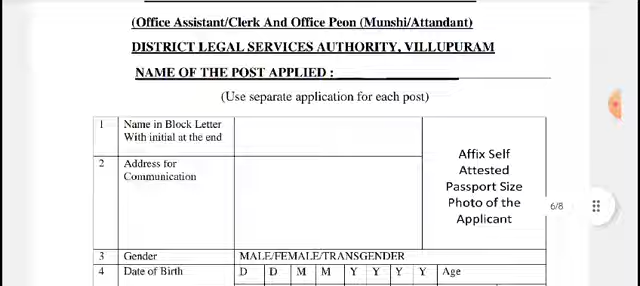 (Office Assistant/Clerk And Office Peon (Munshi/Attandant)
DISTRICT LEGAL SERVICES AUTHORITY, VILLUPURAM
NAME OF THE POST APPLIED :
(Use separate application for each post)
1 Name in Block Letter
With initial at the end
2 Address for
Communication
Affix Self
Attested
Passport Size
Photo of the
Applicant
6/8
3 Gender MALE/FEMALE/TRANSGENDER
4 Date of Birth D D M M Y Y Y Y Age